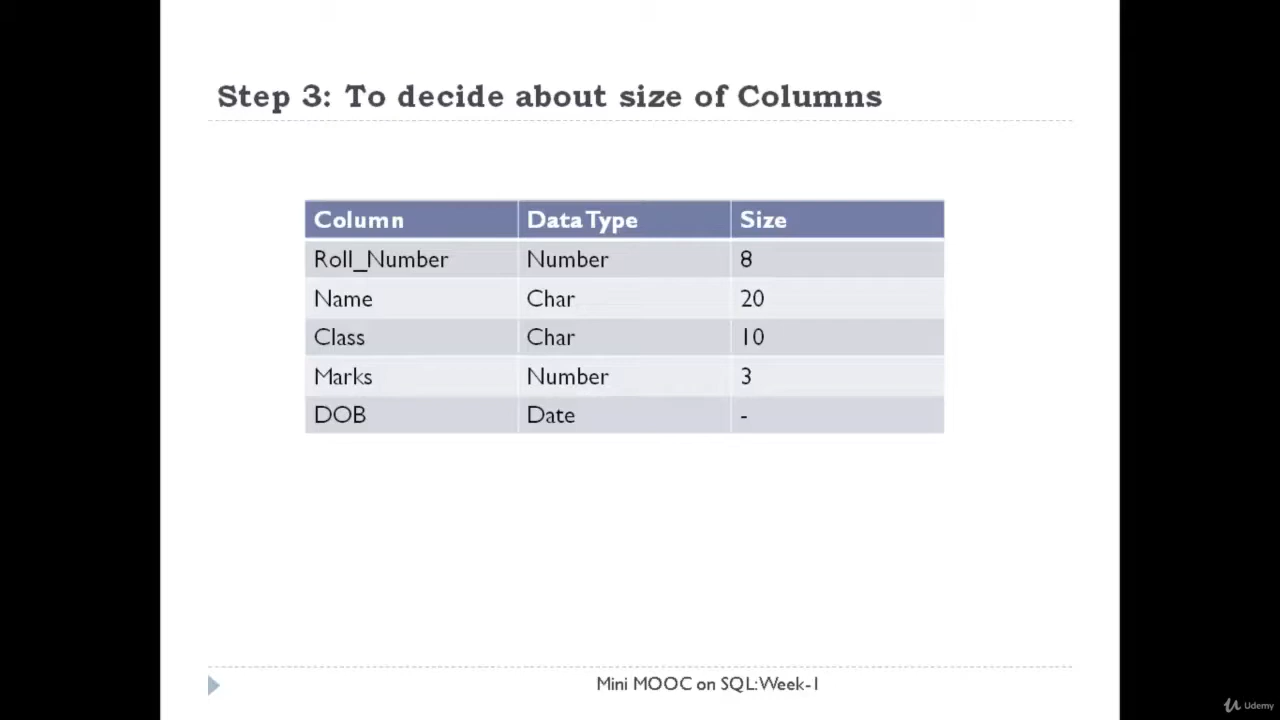 Step 3: To decide about size of Columns
Column Data Type Size
Roll_Number Number 8
Name Char 20
Class Char 10
Marks Number 3
DOB Date -
Mini MOOC on SQL:Week-1
Udemy